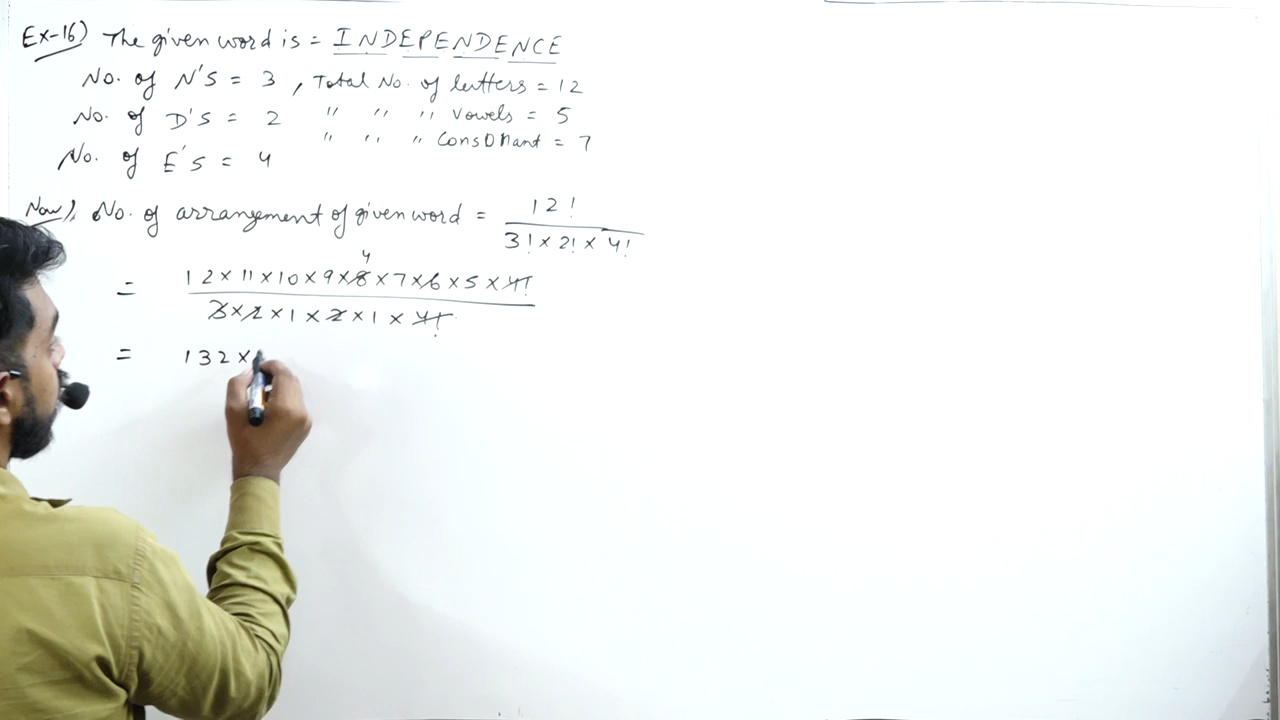 Ex-16) The given word is = INDEPENDENCE
No. of N's = 3 , Total No. of letters = 12
No. of D's = 2 " " " Vowels = 5
" " " Consonant = 7
No. of E's = 4
Now), No. of arrangement of given word = 12! / 3! × 2! × 4!
4
= 12 × 11 × 10 × 9 × 8 × 7 × 6 × 5 × 4! / 3 × 2 × 1 × 2 × 1 × 4!
= 132 ×